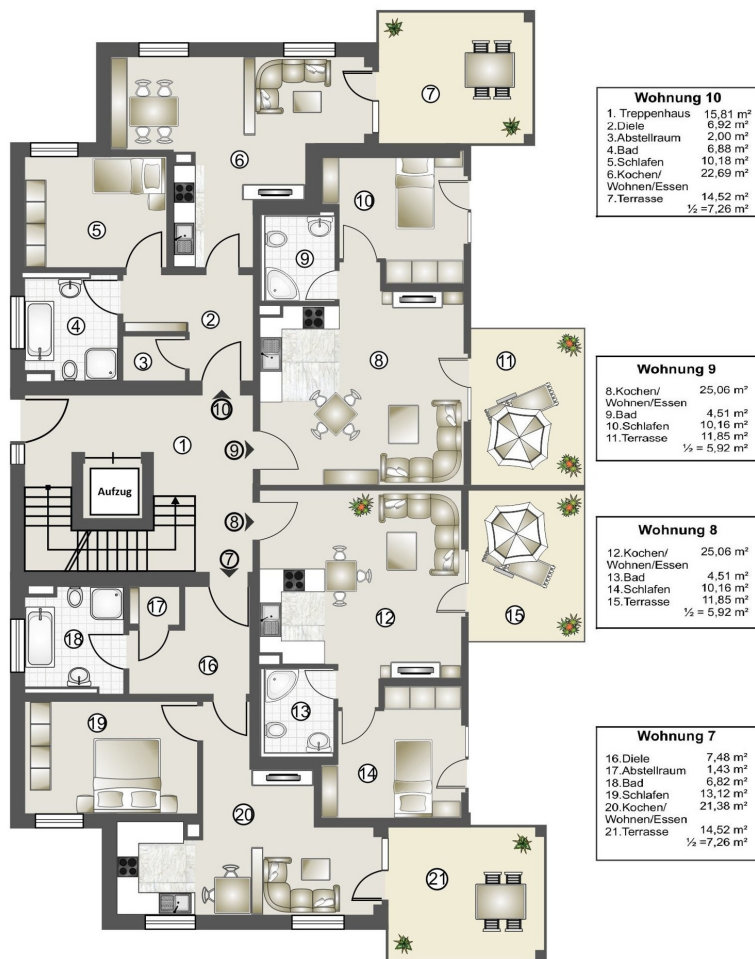 Wohnung 10
1. Treppenhaus 15,81 m²
2.Diele 6,92 m²
3.Abstellraum 2,00 m²
4.Bad 6,88 m²
5.Schlafen 10,18 m²
6.Kochen/ 22,69 m²
Wohnen/Essen
7.Terrasse 14,52 m²
½ =7,26 m²
Wohnung 9
8.Kochen/ 25,06 m²
Wohnen/Essen
9.Bad 4,51 m²
10.Schlafen 10,16 m²
11.Terrasse 11,85 m²
½ = 5,92 m²
Wohnung 8
12.Kochen/ 25,06 m²
Wohnen/Essen
13.Bad 4,51 m²
14.Schlafen 10,16 m²
15.Terrasse 11,85 m²
½ = 5,92 m²
Wohnung 7
16.Diele 7,48 m²
17.Abstellraum 1,43 m²
18.Bad 6,82 m²
19.Schlafen 13,12 m²
20.Kochen/ 21,38 m²
Wohnen/Essen
21.Terrasse 14,52 m²
½ =7,26 m²
7
6
10
5
9
4
2
3
8
11
10
1
9
Aufzug
8
7
17
12
15
18
16
13
19
14
20
21